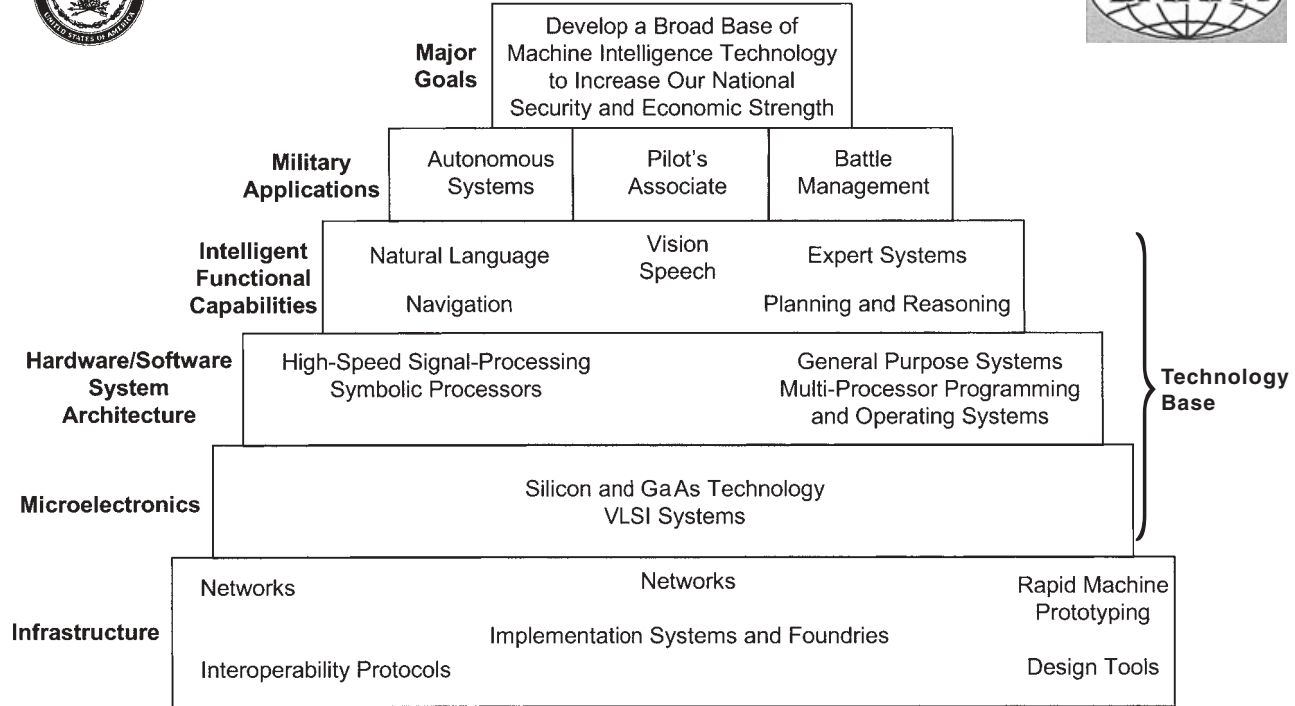 UNITED STATES OF AMERICA
Major
Goals
Develop a Broad Base of
Machine Intelligence Technology
to Increase Our National
Security and Economic Strength
Military
Applications
Autonomous
Systems
Pilot's
Associate
Battle
Management
Intelligent
Functional
Capabilities
Natural Language
Vision
Speech
Expert Systems
Navigation
Planning and Reasoning
Hardware/Software
System
Architecture
High-Speed Signal-Processing
Symbolic Processors
General Purpose Systems
Multi-Processor Programming
and Operating Systems
Technology
Base
Microelectronics
Silicon and GaAs Technology
VLSI Systems
Infrastructure
Networks
Networks
Rapid Machine
Prototyping
Implementation Systems and Foundries
Interoperability Protocols
Design Tools